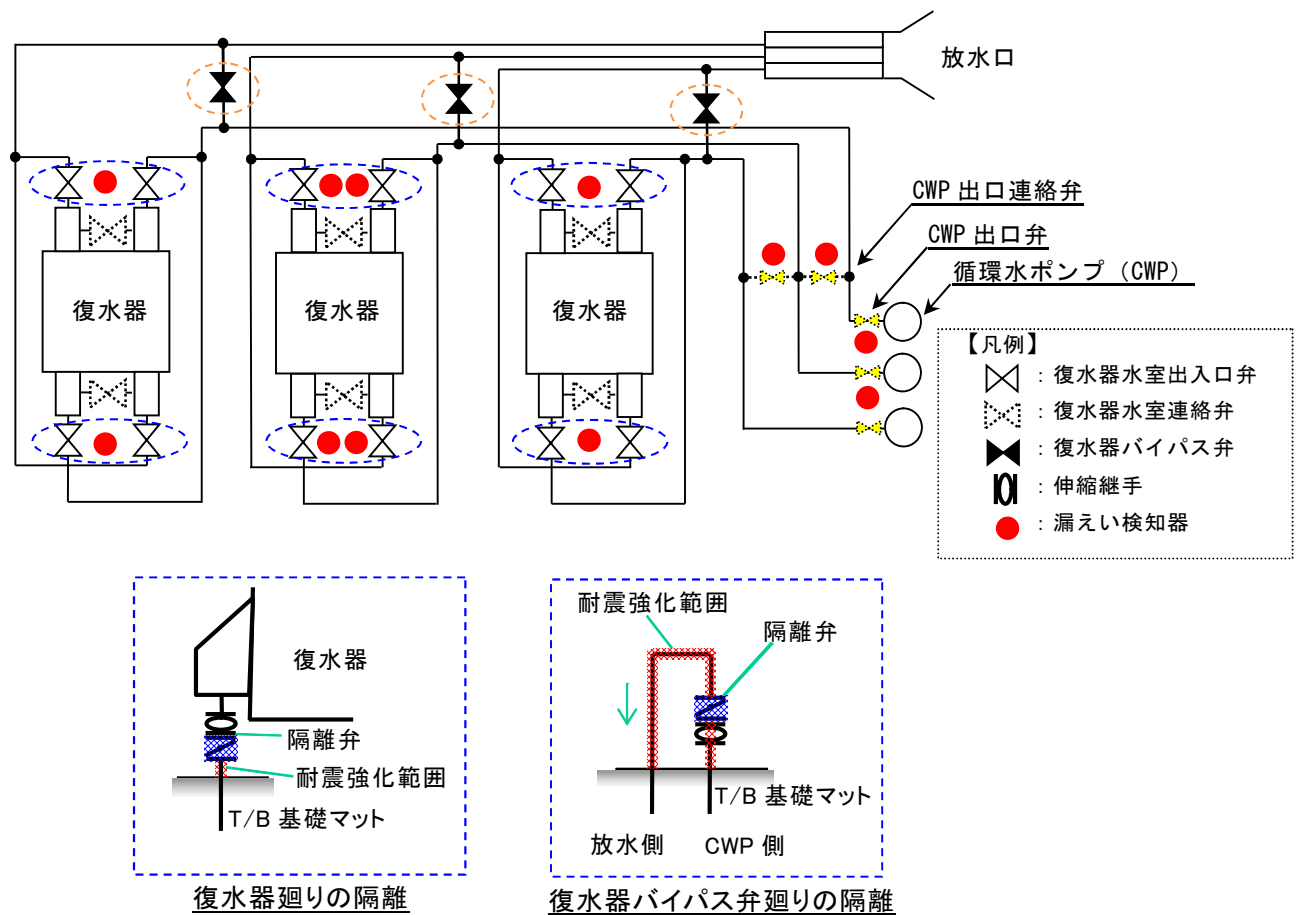 放水口
CWP 出口連絡弁
CWP 出口弁
循環水ポンプ（CWP）
復水器
復水器
復水器
【凡例】
：復水器水室出入口弁
：復水器水室連絡弁
：復水器バイパス弁
：伸縮継手
：漏えい検知器
復水器
隔離弁
耐震強化範囲
T/B 基礎マット
復水器廻りの隔離
耐震強化範囲
隔離弁
T/B 基礎マット
放水側
CWP 側
復水器バイパス弁廻りの隔離